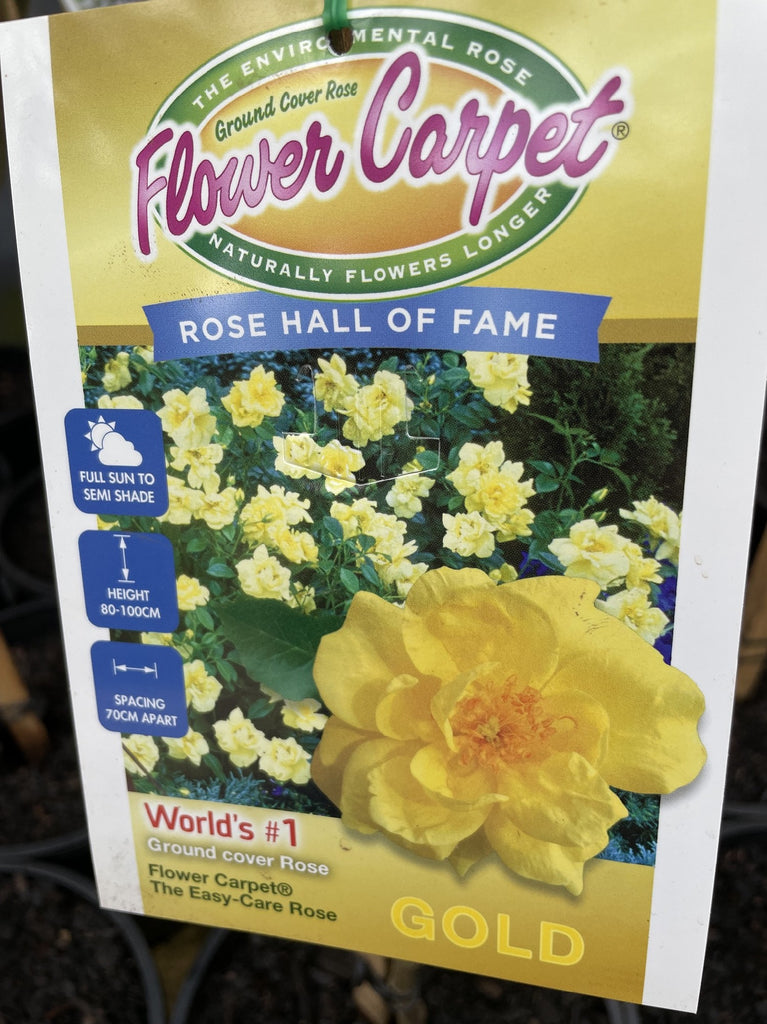 THE ENVIRONMENTAL ROSE
Ground Cover Rose
Flower Carpet®
NATURALLY FLOWERS LONGER
ROSE HALL OF FAME
FULL SUN TO
SEMI SHADE
HEIGHT
80-100CM
SPACING
70CM APART
World's #1
Ground cover Rose
Flower Carpet®
The Easy-Care Rose
GOLD